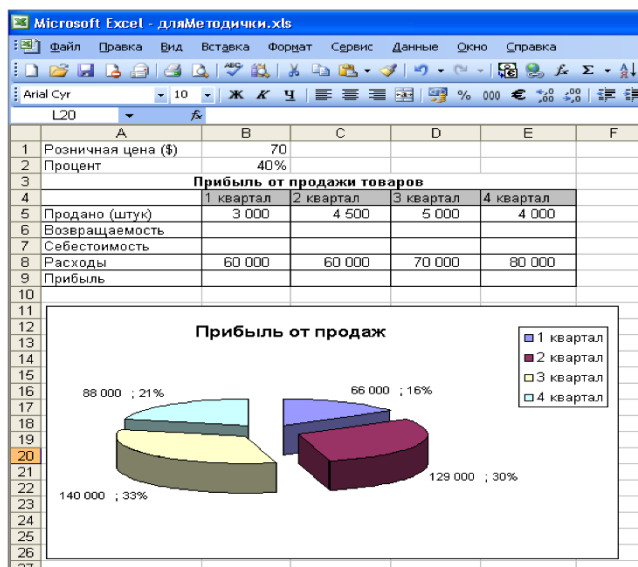 Microsoft Excel - дляМетодички.xls
Файл Правка Вид Вставка Формат Сервис Данные Окно Справка
Arial Cyr 10 Ж К Ч % 000 €
L20 fx
A B C D E F
1 Розничная цена ($) 70
2 Процент 40%
3 Прибыль от продажи товаров
4 1 квартал 2 квартал 3 квартал 4 квартал
5 Продано (штук) 3 000 4 500 5 000 4 000
6 Возвращаемость
7 Себестоимость
8 Расходы 60 000 60 000 70 000 80 000
9 Прибыль
10
11
12
13
14
15
16
17
18
19
20
21
22
23
24
25
26
Прибыль от продаж
1 квартал
2 квартал
3 квартал
4 квартал
88 000 ; 21%
66 000 ; 16%
129 000 ; 30%
140 000 ; 33%